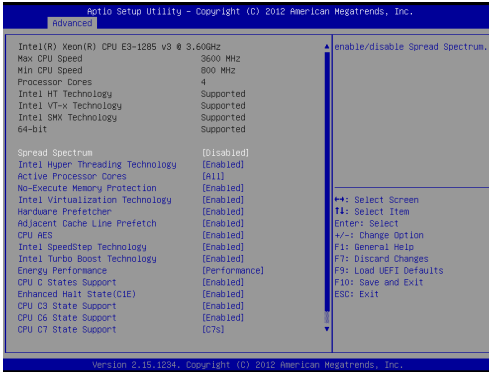 Aptio Setup Utility – Copyright (C) 2012 American Megatrends, Inc.
Advanced
Intel(R) Xeon(R) CPU E3-1285 v3 @ 3.60GHz
Max CPU Speed 3600 MHz
Min CPU Speed 800 MHz
Processor Cores 4
Intel HT Technology Supported
Intel VT-x Technology Supported
Intel SMX Technology Supported
64-bit Supported
Spread Spectrum [Disabled]
Intel Hyper Threading Technology [Enabled]
Active Processor Cores [All]
No-Execute Memory Protection [Enabled]
Intel Virtualization Technology [Enabled]
Hardware Prefetcher [Enabled]
Adjacent Cache Line Prefetch [Enabled]
CPU AES [Enabled]
Intel SpeedStep Technology [Enabled]
Intel Turbo Boost Technology [Enabled]
Energy Performance [Performance]
CPU C States Support [Enabled]
Enhanced Halt State(C1E) [Enabled]
CPU C3 State Support [Enabled]
CPU C6 State Support [Enabled]
CPU C7 State Support [C7s]
enable/disable Spread Spectrum.
↔: Select Screen
↑↓: Select Item
Enter: Select
+/-: Change Option
F1: General Help
F7: Discard Changes
F9: Load UEFI Defaults
F10: Save and Exit
ESC: Exit
Version 2.15.1234. Copyright (C) 2012 American Megatrends, Inc.